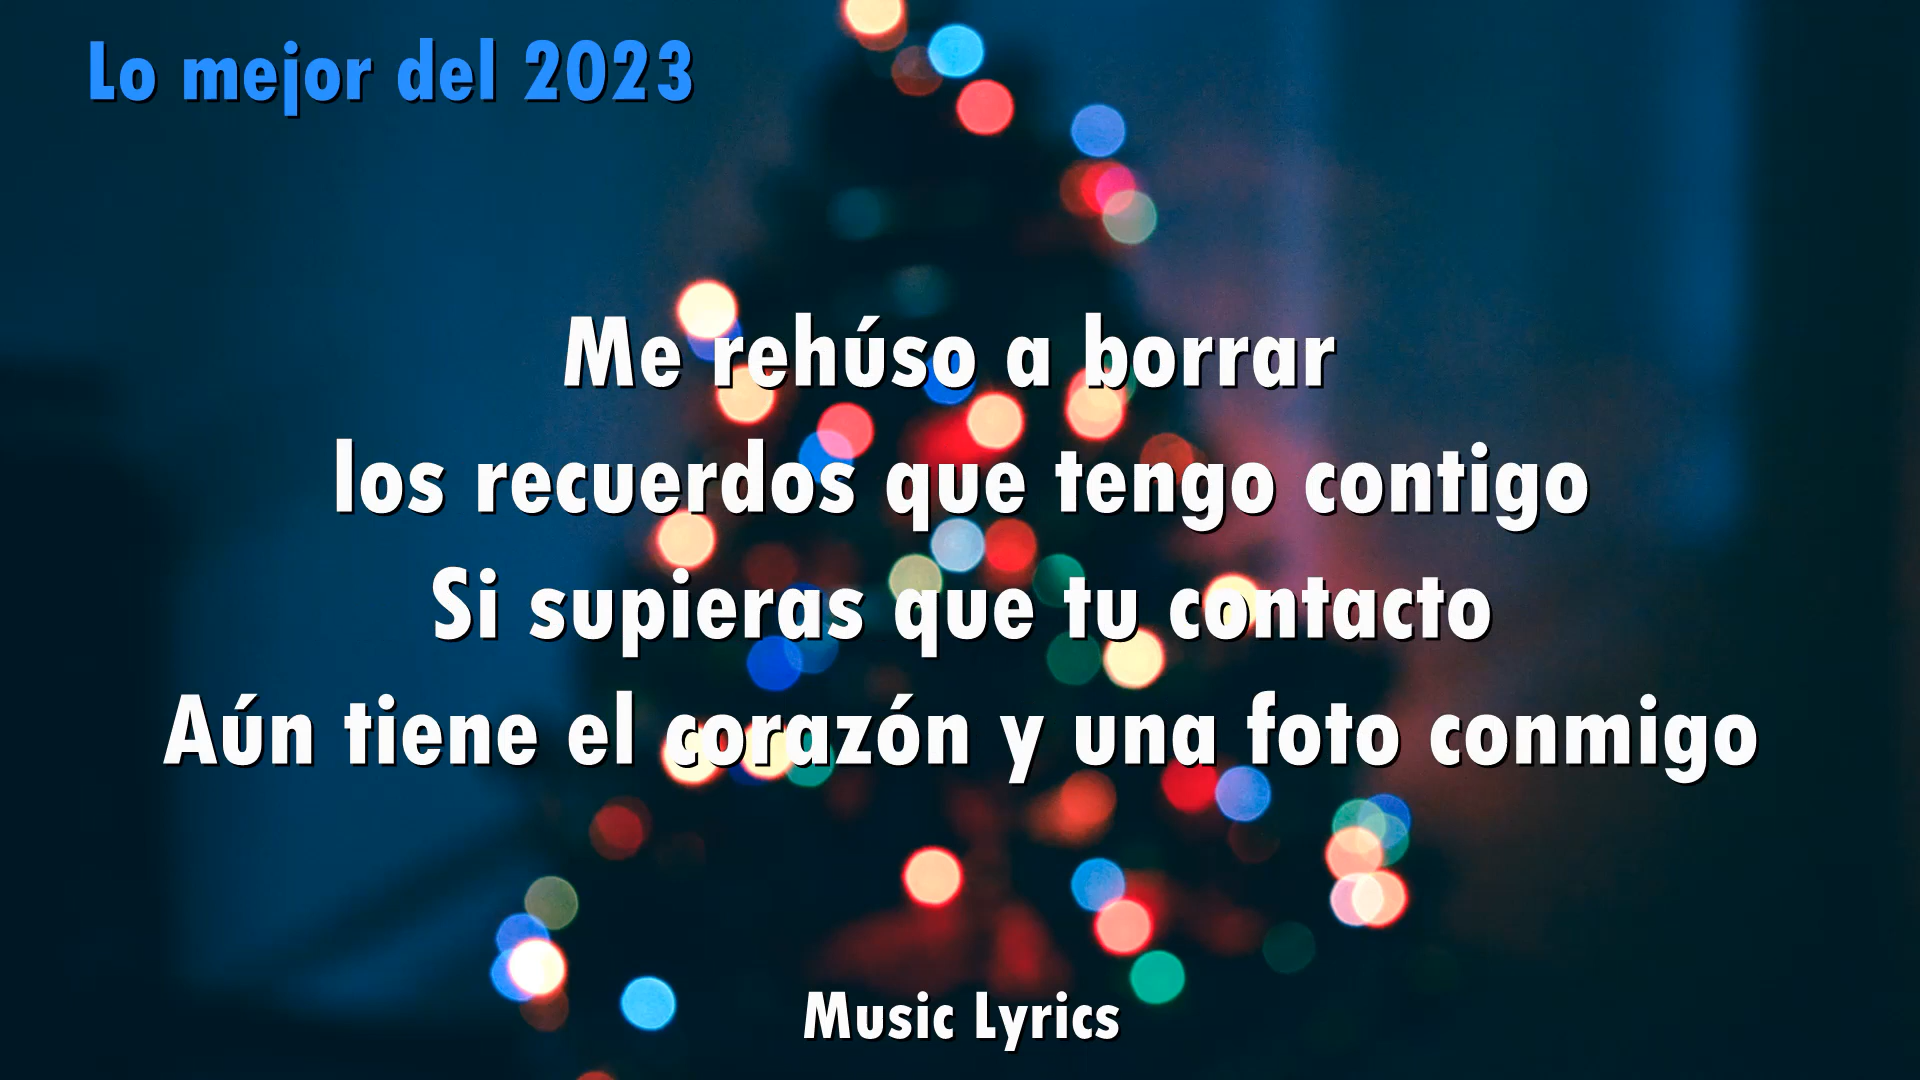 Lo mejor del 2023
Me rehúso a borrar
los recuerdos que tengo contigo
Si supieras que tu contacto
Aún tiene el corazón y una foto conmigo
Music Lyrics